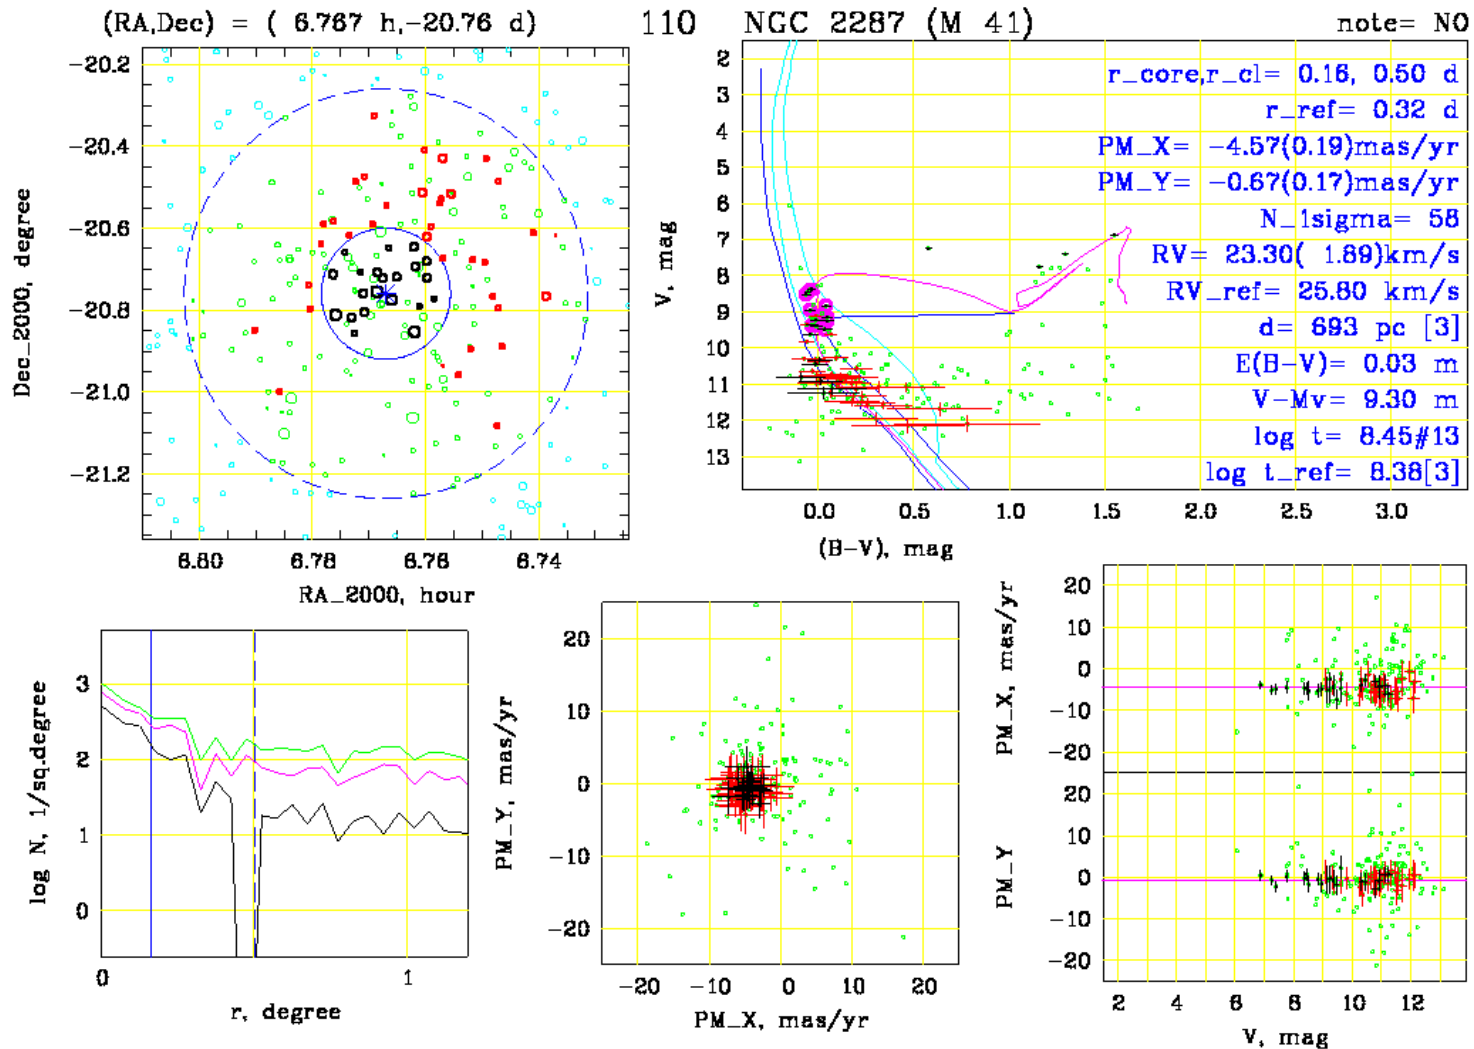 (RA,Dec) = ( 6.767 h,-20.76 d)
110 NGC 2287 (M 41) note= NO
-20.2
-20.4
-20.6
-20.8
-21.0
-21.2
Dec_2000, degree
6.80 6.78 6.76 6.74
RA_2000, hour
2
3
4
5
6
7
8
9
10
11
12
13
V, mag
r_core,r_cl= 0.16, 0.50 d
r_ref= 0.32 d
PM_X= -4.57(0.19)mas/yr
PM_Y= -0.67(0.17)mas/yr
N_1sigma= 58
RV= 23.30( 1.89)km/s
RV_ref= 25.80 km/s
d= 693 pc [3]
E(B-V)= 0.03 m
V-Mv= 9.30 m
log t= 8.45#13
log t_ref= 8.38[3]
0.0 0.5 1.0 1.5 2.0 2.5 3.0
(B-V), mag
3
2
1
0
log N, 1/sq.degree
0 1
r, degree
20
10
0
-10
-20
PM_Y, mas/yr
-20 -10 0 10 20
PM_X, mas/yr
20
10
0
-10
-20
PM_X, mas/yr
20
10
0
-10
-20
PM_Y
2 4 6 8 10 12
V, mag